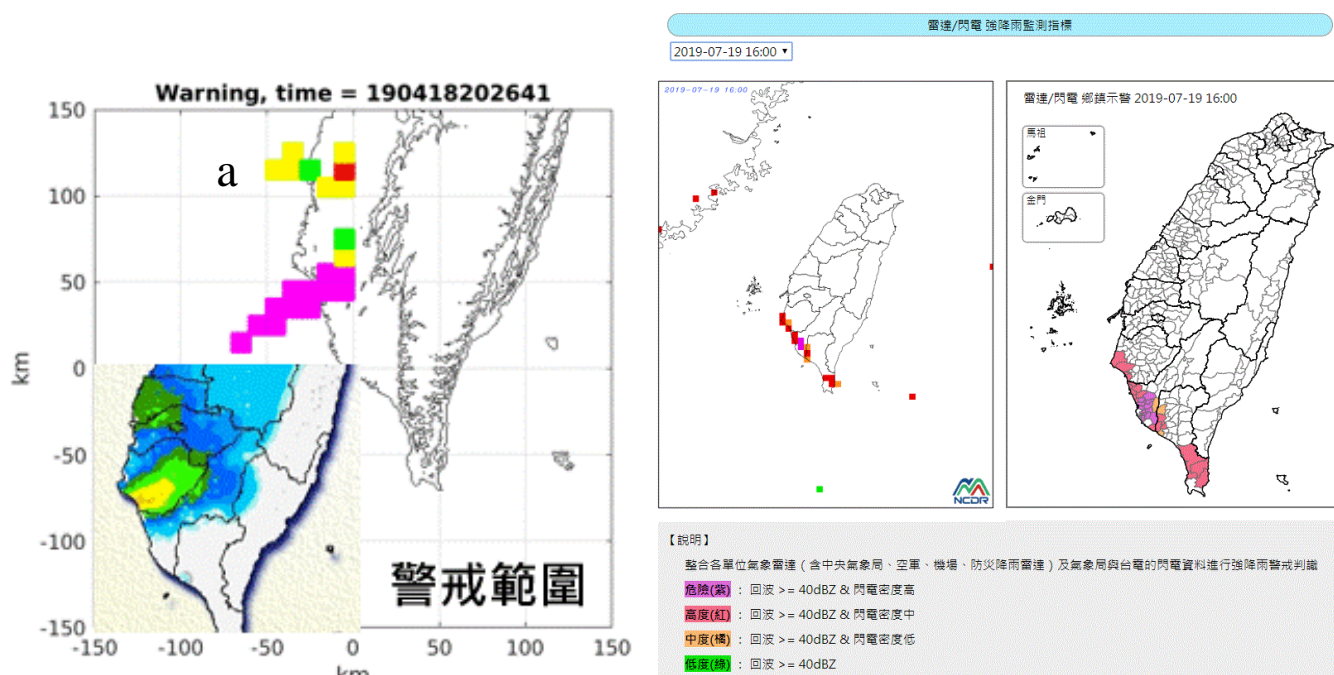 Warning, time = 190418202641
150
100
50
0
-50
-100
-150
km
-150
-100
-50
0
50
100
150
km
a
警戒範圍
雷達/閃電 強降雨監測指標
2019-07-19 16:00
2019-07-19 16:00
NCDR
雷達/閃電 鄉鎮示警 2019-07-19 16:00
馬祖
金門
【說明】
整合各單位氣象雷達（含中央氣象局、空軍、機場、防災降雨雷達）及氣象局與台電的閃電資料進行強降雨警戒判識
危險(紫) ： 回波 >= 40dBZ & 閃電密度高
高度(紅) ： 回波 >= 40dBZ & 閃電密度中
中度(橘) ： 回波 >= 40dBZ & 閃電密度低
低度(綠) ： 回波 >= 40dBZ